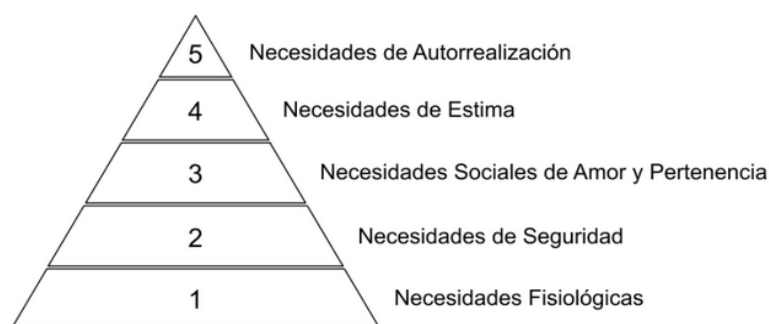 5 Necesidades de Autorrealización
4 Necesidades de Estima
3 Necesidades Sociales de Amor y Pertenencia
2 Necesidades de Seguridad
1 Necesidades Fisiológicas